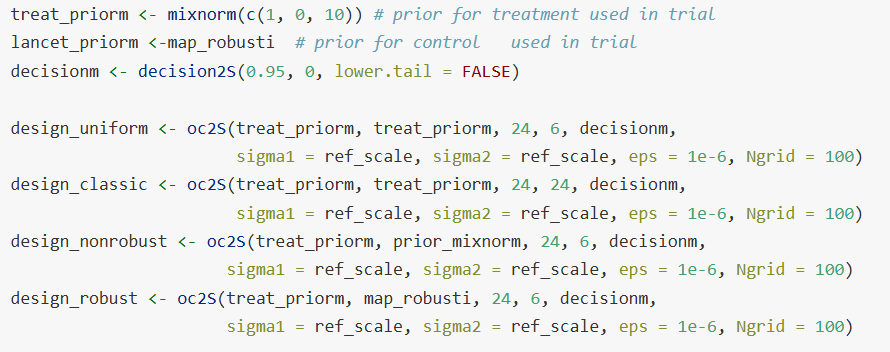 treat_priorm <- mixnorm(c(1, 0, 10)) # prior for treatment used in trial
lancet_priorm <-map_robusti  # prior for control   used in trial
decisionm <- decision2S(0.95, 0, lower.tail = FALSE)
design_uniform <- oc2S(treat_priorm, treat_priorm, 24, 6, decisionm,
sigma1 = ref_scale, sigma2 = ref_scale, eps = 1e-6, Ngrid = 100)
design_classic <- oc2S(treat_priorm, treat_priorm, 24, 24, decisionm,
sigma1 = ref_scale, sigma2 = ref_scale, eps = 1e-6, Ngrid = 100)
design_nonrobust <- oc2S(treat_priorm, prior_mixnorm, 24, 6, decisionm,
sigma1 = ref_scale, sigma2 = ref_scale, eps = 1e-6, Ngrid = 100)
design_robust <- oc2S(treat_priorm, map_robusti, 24, 6, decisionm,
sigma1 = ref_scale, sigma2 = ref_scale, eps = 1e-6, Ngrid = 100)